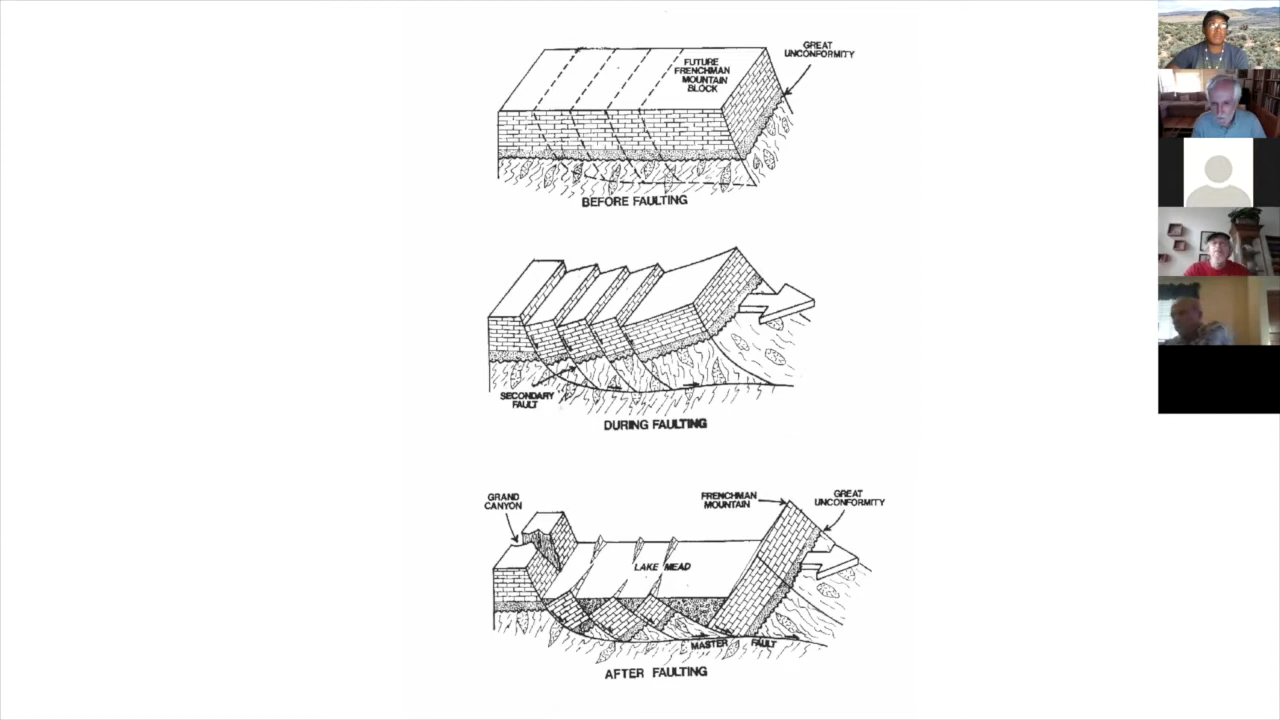 GREAT
UNCONFORMITY
FUTURE
FRENCHMAN
MOUNTAIN
BLOCK
BEFORE FAULTING
SECONDARY
FAULT
DURING FAULTING
GRAND
CANYON
FRENCHMAN
MOUNTAIN
GREAT
UNCONFORMITY
LAKE MEAD
MASTER FAULT
AFTER FAULTING